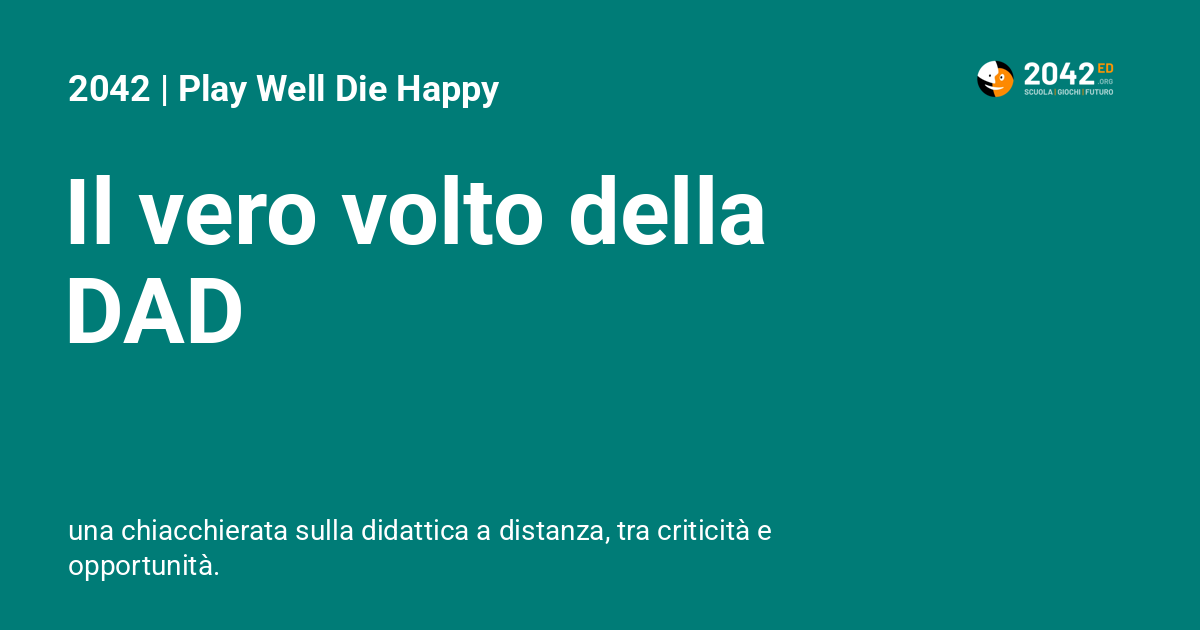 2042 | Play Well Die Happy
2042 ED
.ORG
SCUOLA | GIOCHI | FUTURO
Il vero volto della
DAD
una chiacchierata sulla didattica a distanza, tra criticità e
opportunità.